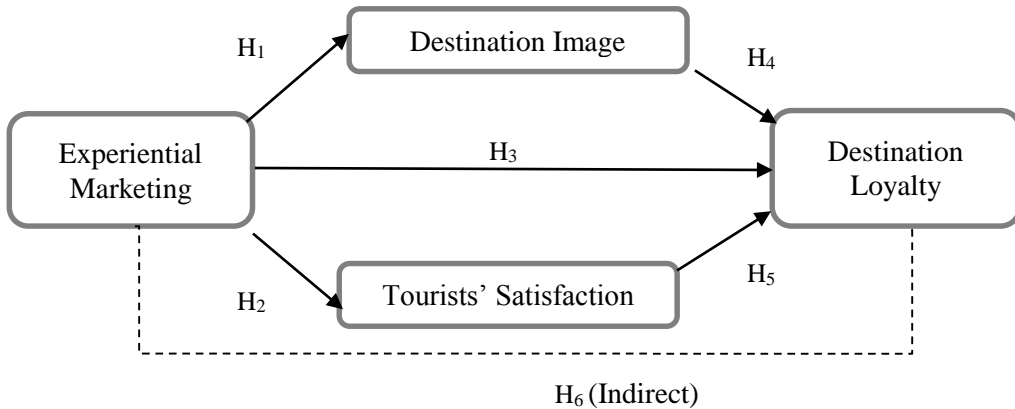 Destination Image
H1
H4
Experiential
Marketing
H3
Destination
Loyalty
H2
Tourists’ Satisfaction
H5
H6 (Indirect)